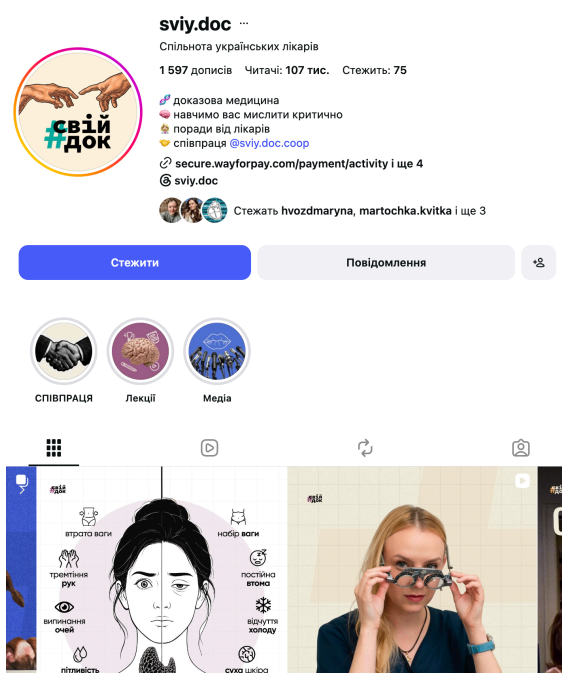 sviy.doc ...
Спільнота українських лікарів
1 597 дописів Читачі: 107 тис. Стежить: 75
🧬 доказова медицина
🧠 навчимо вас мислити критично
👩🏼‍⚕️ поради від лікарів
🤝 співпраця @sviy.doc.coop
secure.wayforpay.com/payment/activity і ще 4
sviy.doc
Стежать hvozdmaryna, martochka.kvitka і ще 3
#свій
док
Стежити
Повідомлення
СПІВПРАЦЯ
Лекції
Медіа
#свій
док
втрата ваги
набір ваги
тремтіння
рук
постійна
втома
випинання
очей
відчуття
холоду
пітливість
суха шкіра
#свій
док